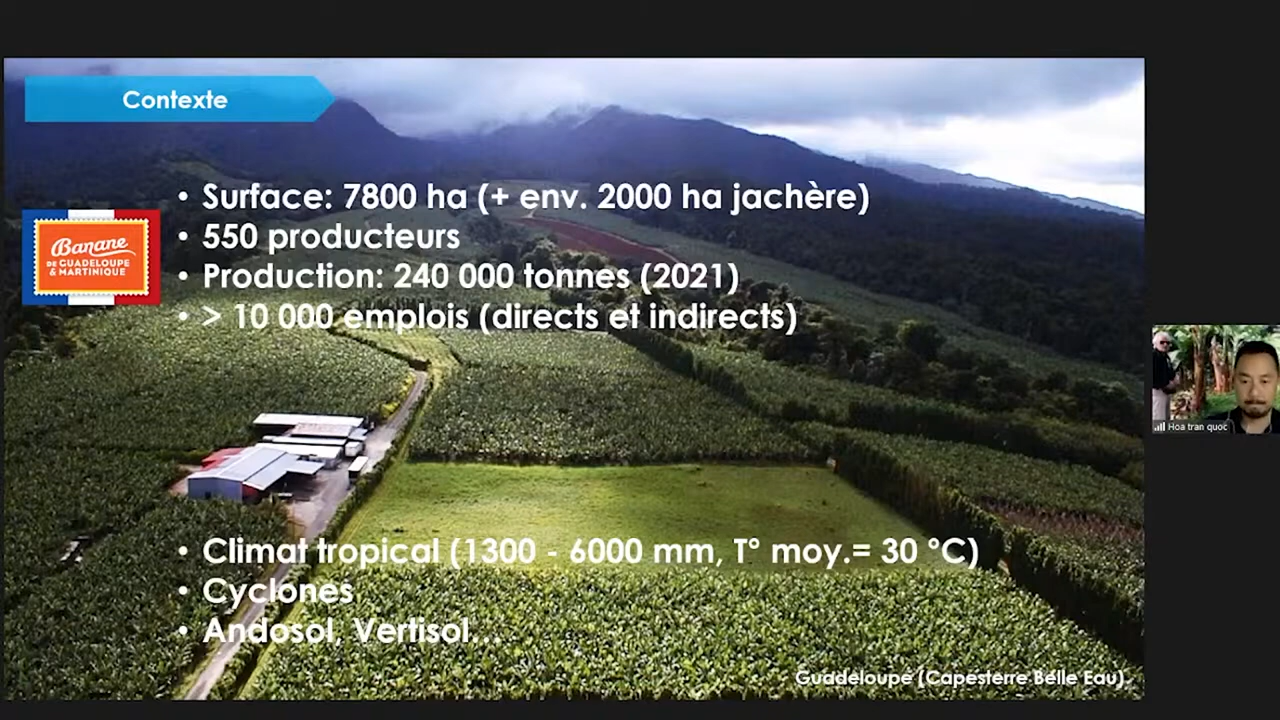 Contexte
• Surface: 7800 ha (+ env. 2000 ha jachère)
• 550 producteurs
• Production: 240 000 tonnes (2021)
• > 10 000 emplois (directs et indirects)
Banane
DE GUADELOUPE
& MARTINIQUE
Hoa tran quoc
• Climat tropical (1300 - 6000 mm, T° moy.= 30 °C)
• Cyclones
• Andosol, Vertisol...
Guadeloupe (Capesterre Belle Eau).